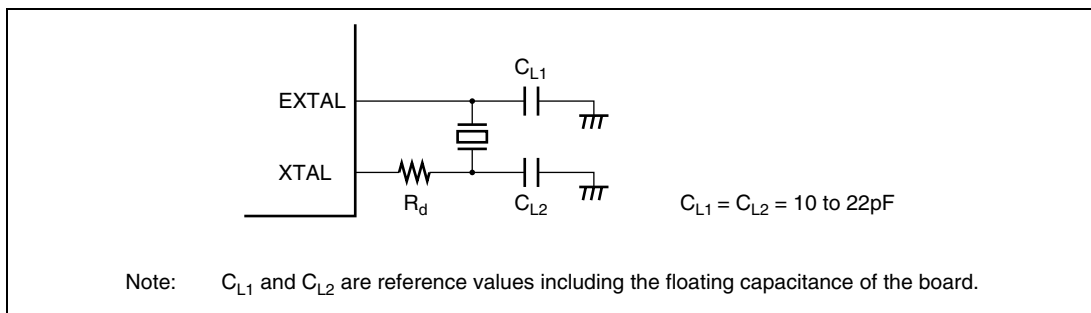 C_L1
EXTAL
XTAL
R_d
C_L2
C_L1 = C_L2 = 10 to 22pF
Note: C_L1 and C_L2 are reference values including the floating capacitance of the board.